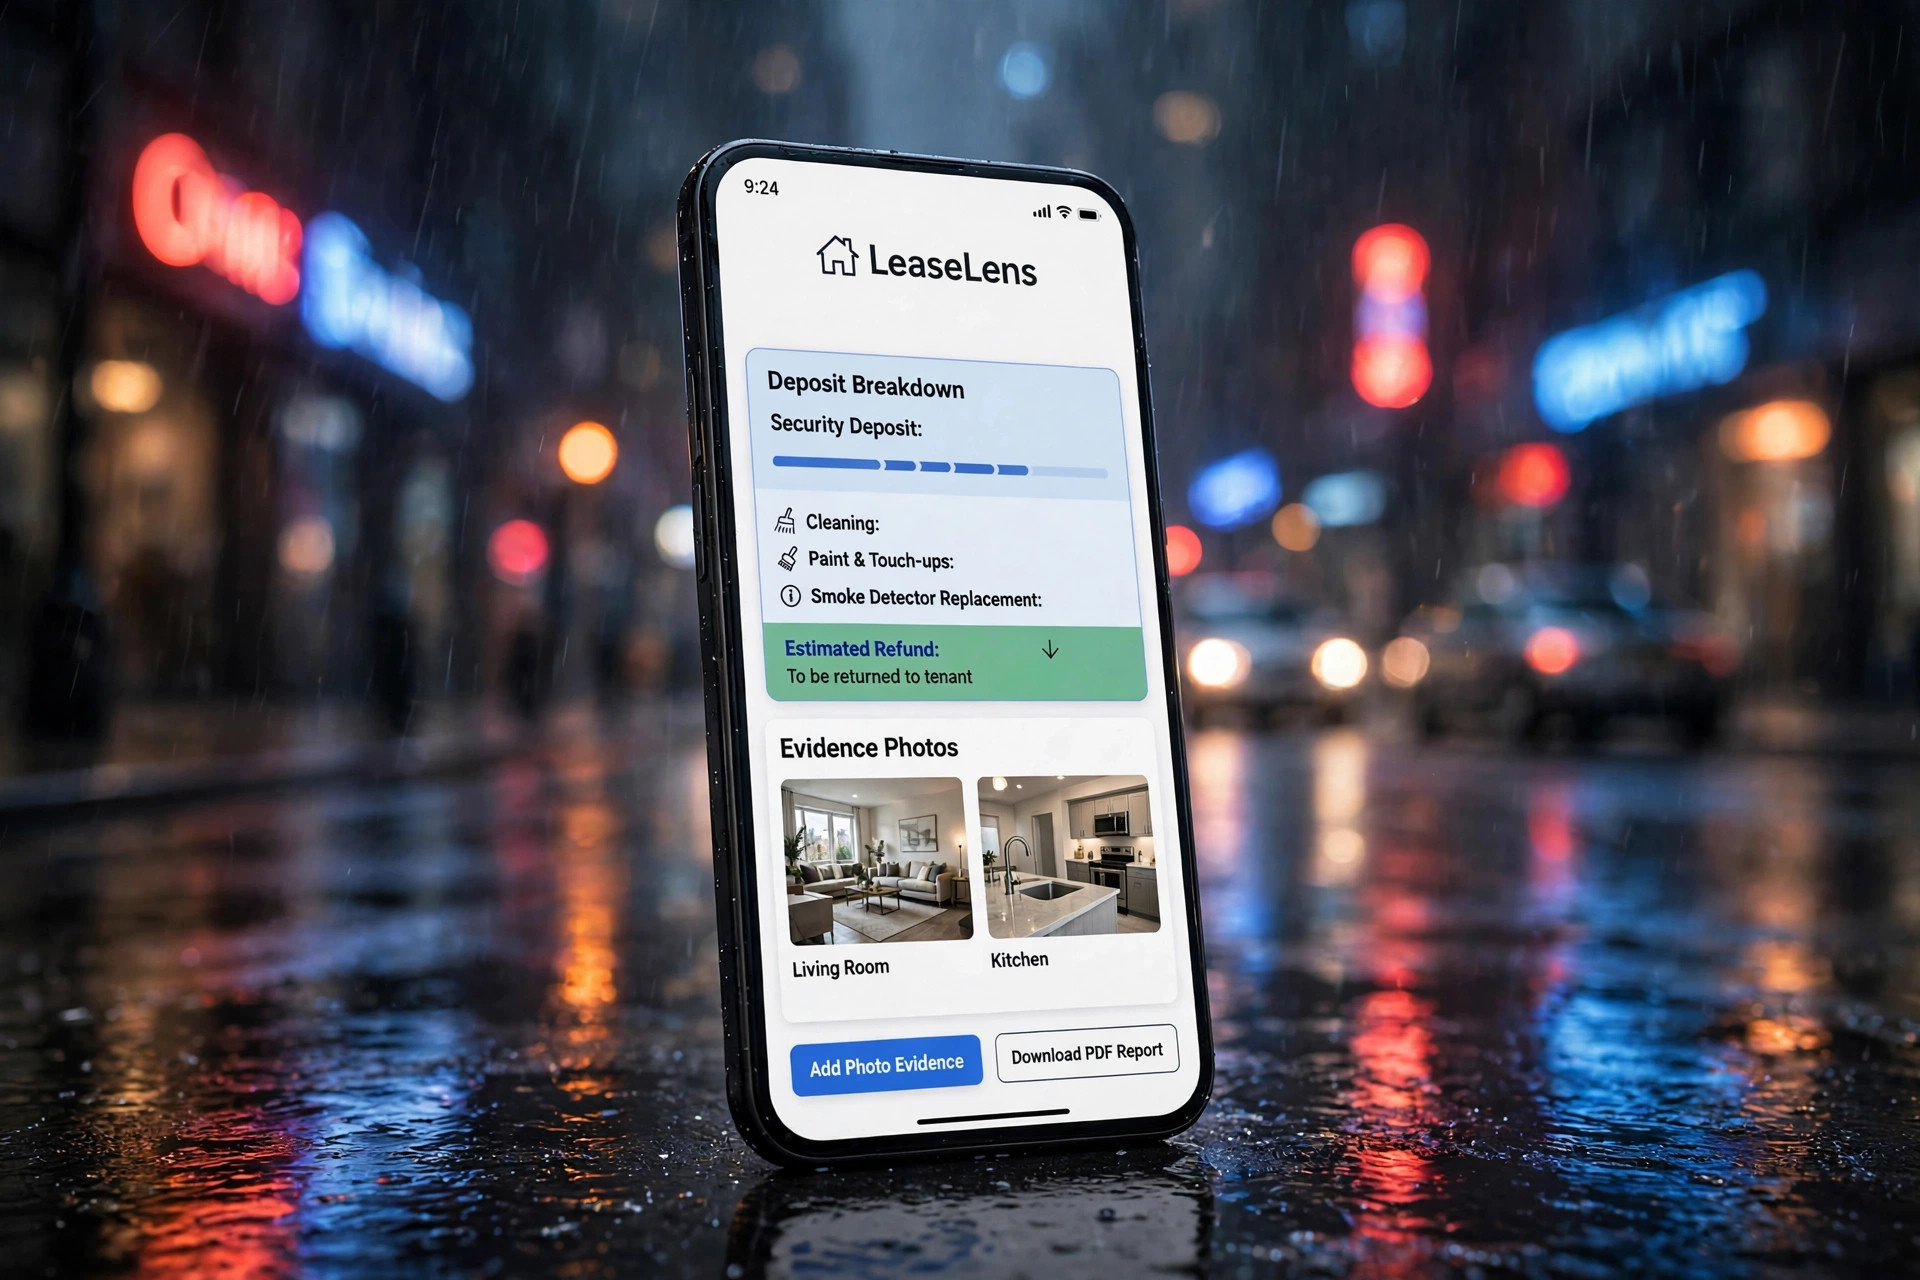 9:24
LeaseLens
Deposit Breakdown
Security Deposit:
Cleaning:
Paint & Touch-ups:
Smoke Detector Replacement:
Estimated Refund:
To be returned to tenant
Evidence Photos
Living Room
Kitchen
Add Photo Evidence
Download PDF Report